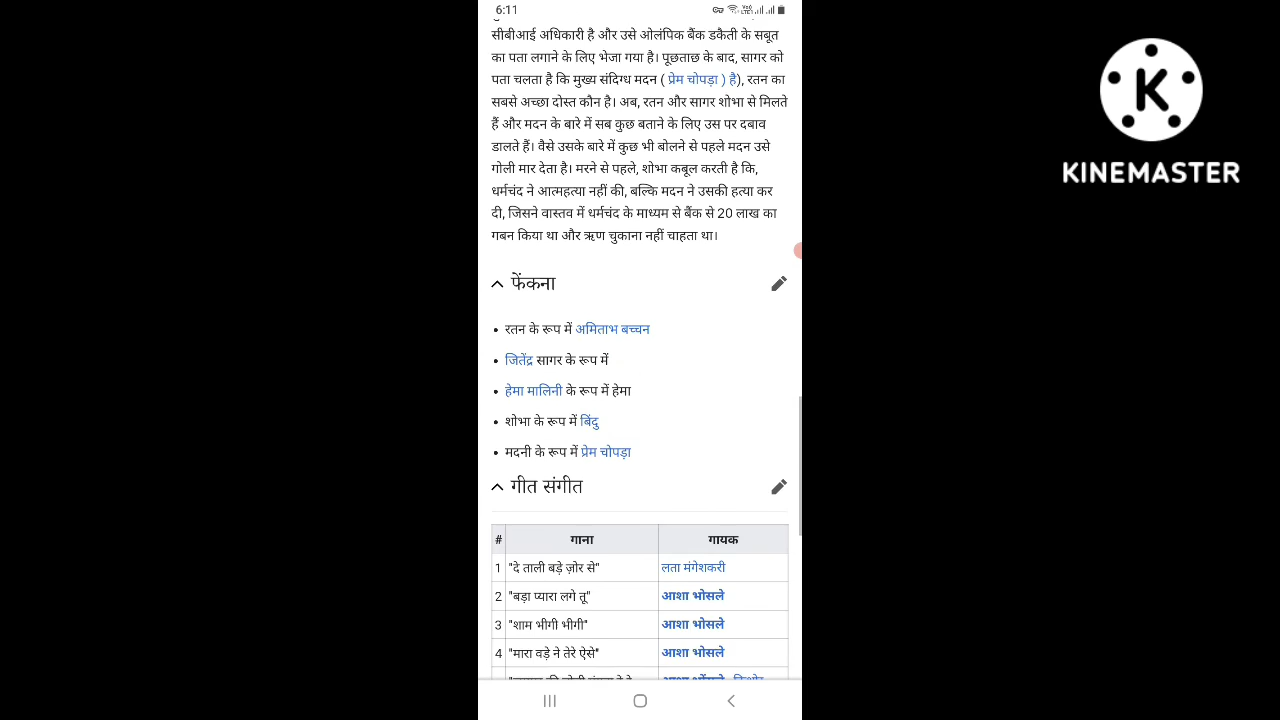 6:11
सीबीआई अधिकारी है और उसे ओलंपिक बैंक डकैती के सबूत
का पता लगाने के लिए भेजा गया है। पूछताछ के बाद, सागर को
पता चलता है कि मुख्य संदिग्ध मदन ( प्रेम चोपड़ा ) है), रतन का
सबसे अच्छा दोस्त कौन है। अब, रतन और सागर शोभा से मिलते
हैं और मदन के बारे में सब कुछ बताने के लिए उस पर दबाव
डालते हैं। वैसे उसके बारे में कुछ भी बोलने से पहले मदन उसे
गोली मार देता है। मरने से पहले, शोभा कबूल करती है कि,
धर्मचंद ने आत्महत्या नहीं की, बल्कि मदन ने उसकी हत्या कर
दी, जिसने वास्तव में धर्मचंद के माध्यम से बैंक से 20 लाख का
गबन किया था और ऋण चुकाना नहीं चाहता था।
फेंकना
• रतन के रूप में अमिताभ बच्चन
• जितेंद्र सागर के रूप में
• हेमा मालिनी के रूप में हेमा
• शोभा के रूप में बिंदु
• मदनी के रूप में प्रेम चोपड़ा
गीत संगीत
# गाना गायक
1 "दे ताली बड़े ज़ोर से" लता मंगेशकरी
2 "बड़ा प्यारा लगे तू" आशा भोसले
3 "शाम भीगी भीगी" आशा भोसले
4 "मारा वड़े ने तेरे ऐसे" आशा भोसले
K
KINEMASTER